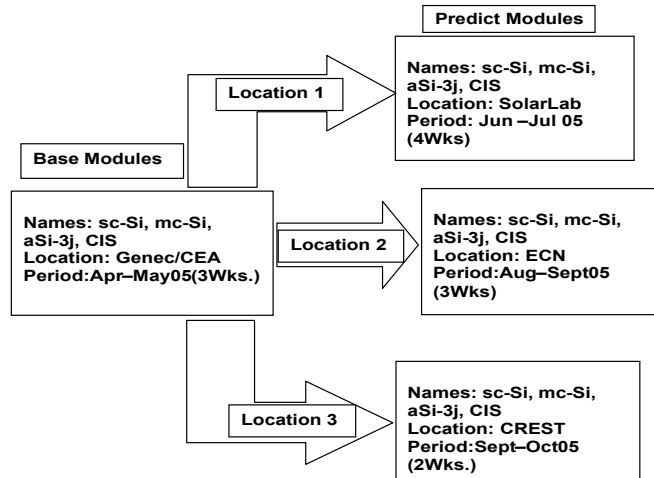 Predict Modules
Names: sc-Si, mc-Si,
aSi-3j, CIS
Location: SolarLab
Period: Jun –Jul 05
(4Wks)
Location 1
Base Modules
Names: sc-Si, mc-Si,
aSi-3j, CIS
Location: Genec/CEA
Period:Apr–May05(3Wks.)
Location 2
Names: sc-Si, mc-Si,
aSi-3j, CIS
Location: ECN
Period:Aug–Sept05
(3Wks)
Location 3
Names: sc-Si, mc-Si,
aSi-3j, CIS
Location: CREST
Period:Sept–Oct05
(2Wks.)